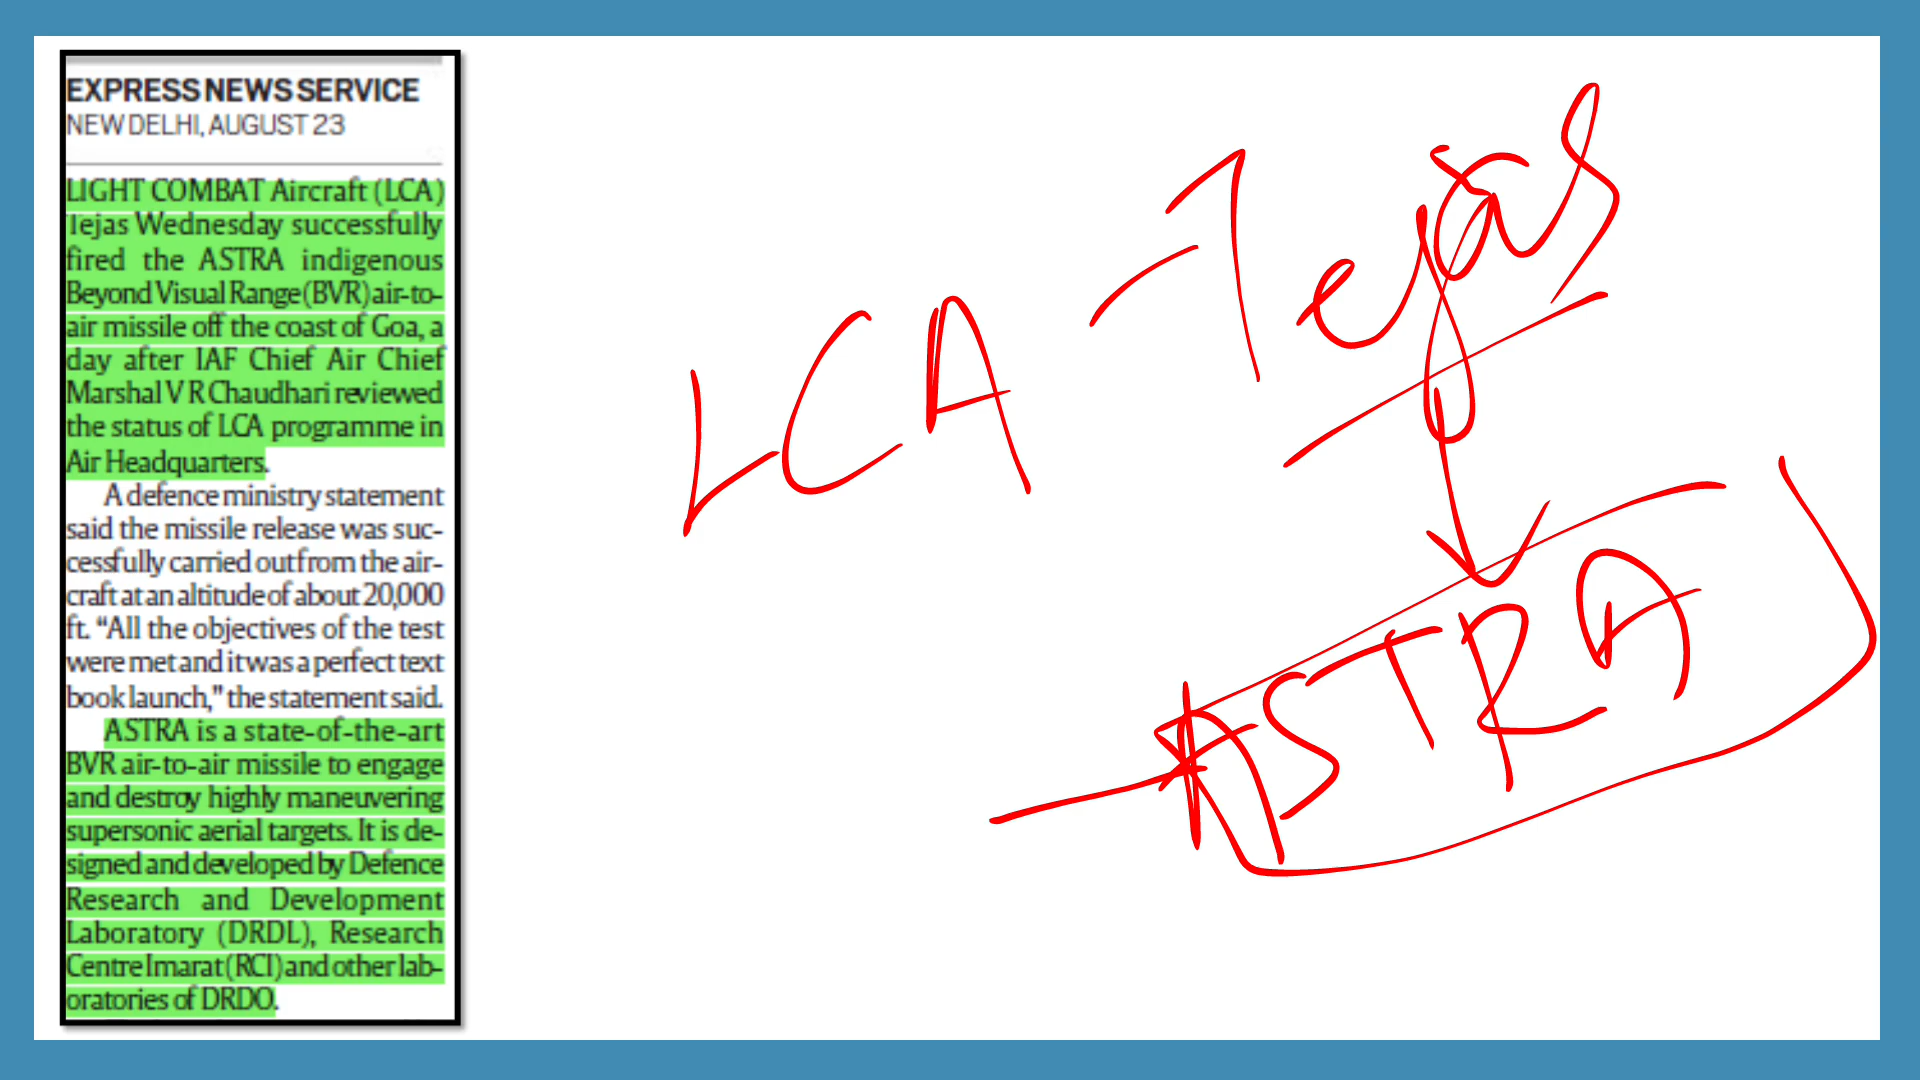 EXPRESS NEWS SERVICE
NEW DELHI, AUGUST 23
LIGHT COMBAT Aircraft (LCA)
Tejas Wednesday successfully
fired the ASTRA indigenous
Beyond Visual Range (BVR) air-to-
air missile off the coast of Goa, a
day after IAF Chief Air Chief
Marshal V R Chaudhari reviewed
the status of LCA programme in
Air Headquarters.
A defence ministry statement
said the missile release was suc-
cessfully carried out from the air-
craft at an altitude of about 20,000
ft. “All the objectives of the test
were met and it was a perfect text
book launch," the statement said.
ASTRA is a state-of-the-art
BVR air-to-air missile to engage
and destroy highly maneuvering
supersonic aerial targets. It is de-
signed and developed by Defence
Research and Development
Laboratory (DRDL), Research
Centre Imarat (RCI) and other lab-
oratories of DRDO.
LCA - Tejas
ASTRA